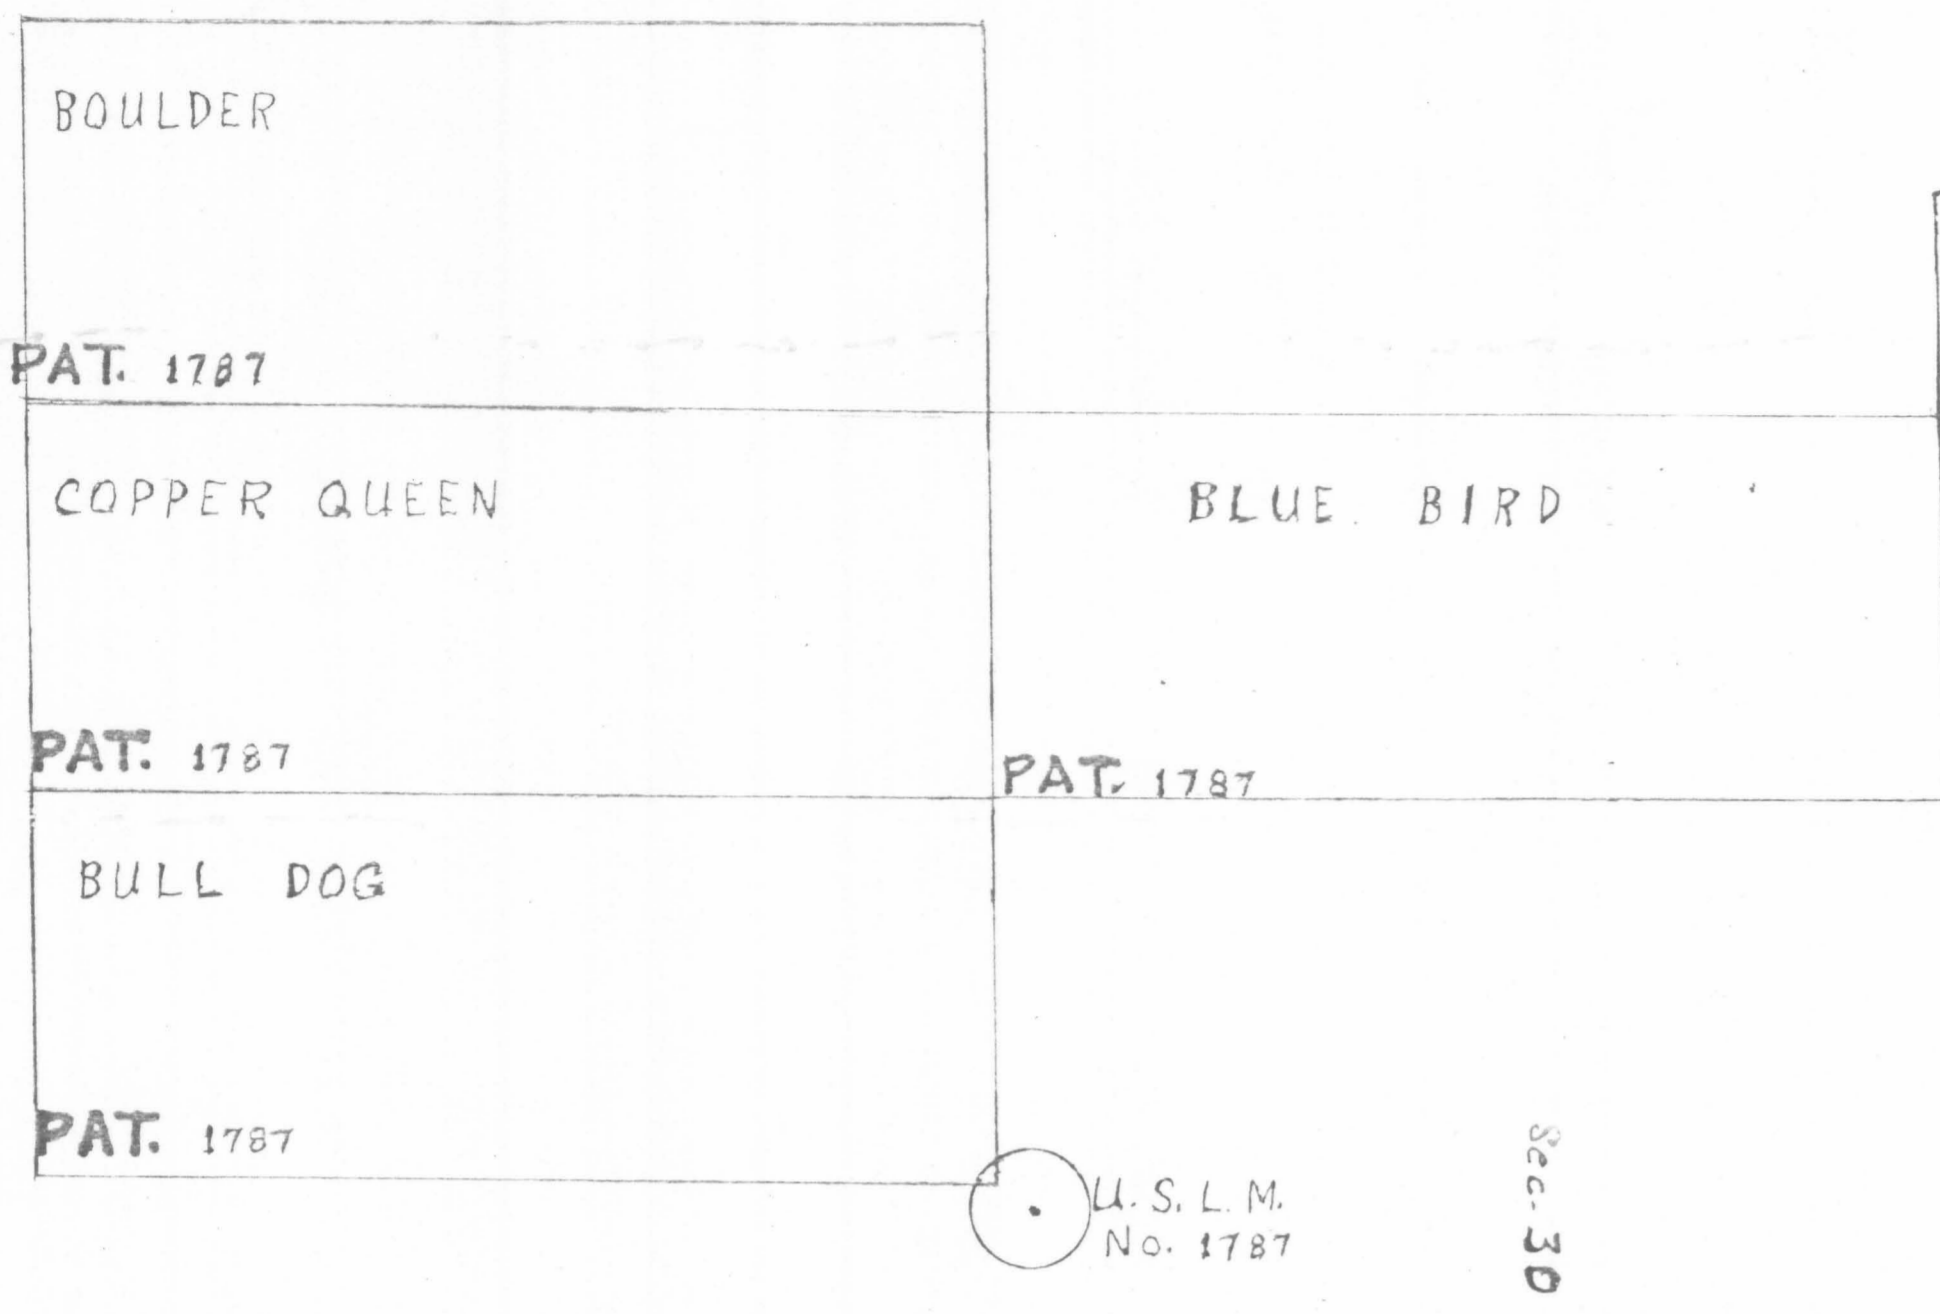 BOULDER
PAT. 1787
COPPER QUEEN
BLUE BIRD
PAT. 1787
PAT. 1787
BULL DOG
PAT. 1787
U. S. L. M.
No. 1787
Sec. 30